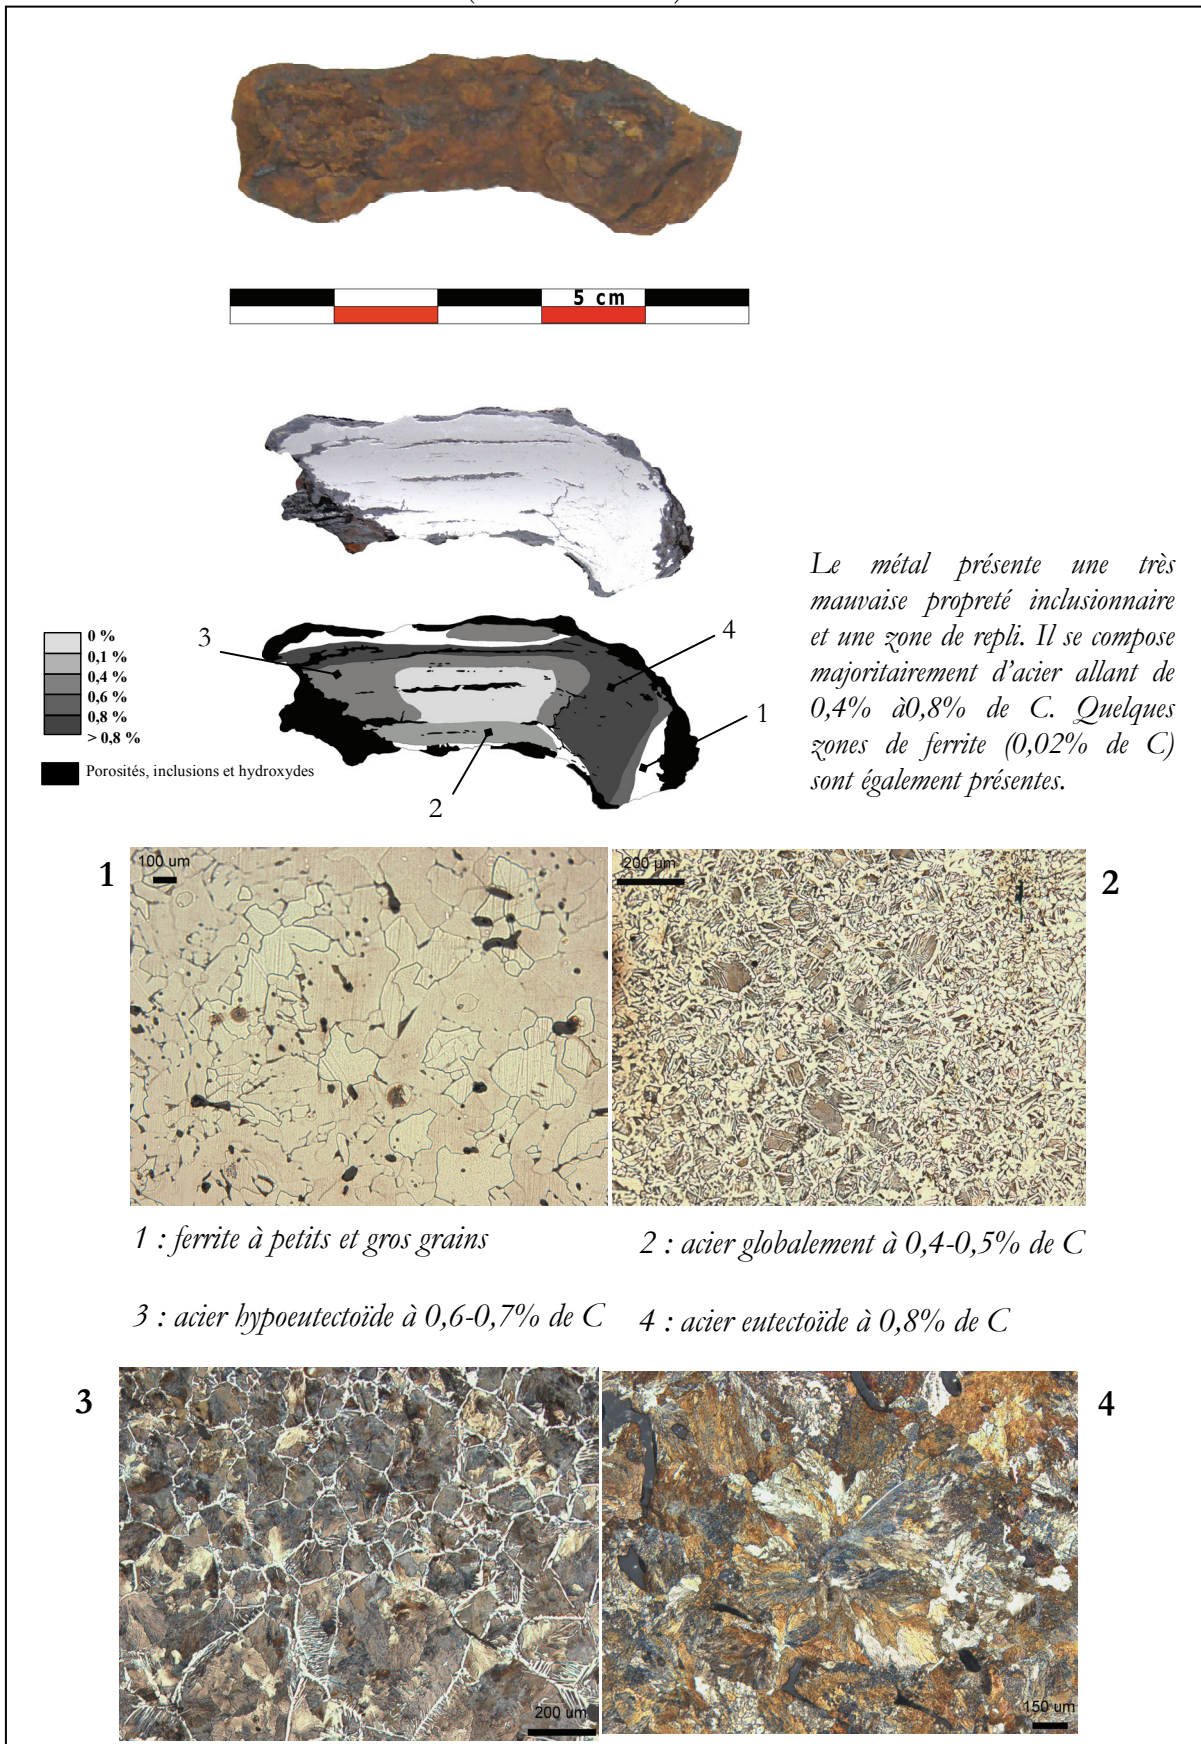 5 cm
Le métal présente une très
mauvaise propreté inclusionnaire
et une zone de repli. Il se compose
majoritairement d'acier allant de
0,4% à0,8% de C. Quelques
zones de ferrite (0,02% de C)
sont également présentes.
0 %
0,1 %
0,4 %
0,6 %
0,8 %
> 0,8 %
Porosités, inclusions et hydroxydes
3
4
1
2
1
100 um
200 um
2
1 : ferrite à petits et gros grains
2 : acier globalement à 0,4-0,5% de C
3 : acier hypoeutectoïde à 0,6-0,7% de C
4 : acier eutectoïde à 0,8% de C
3
200 um
4
150 um